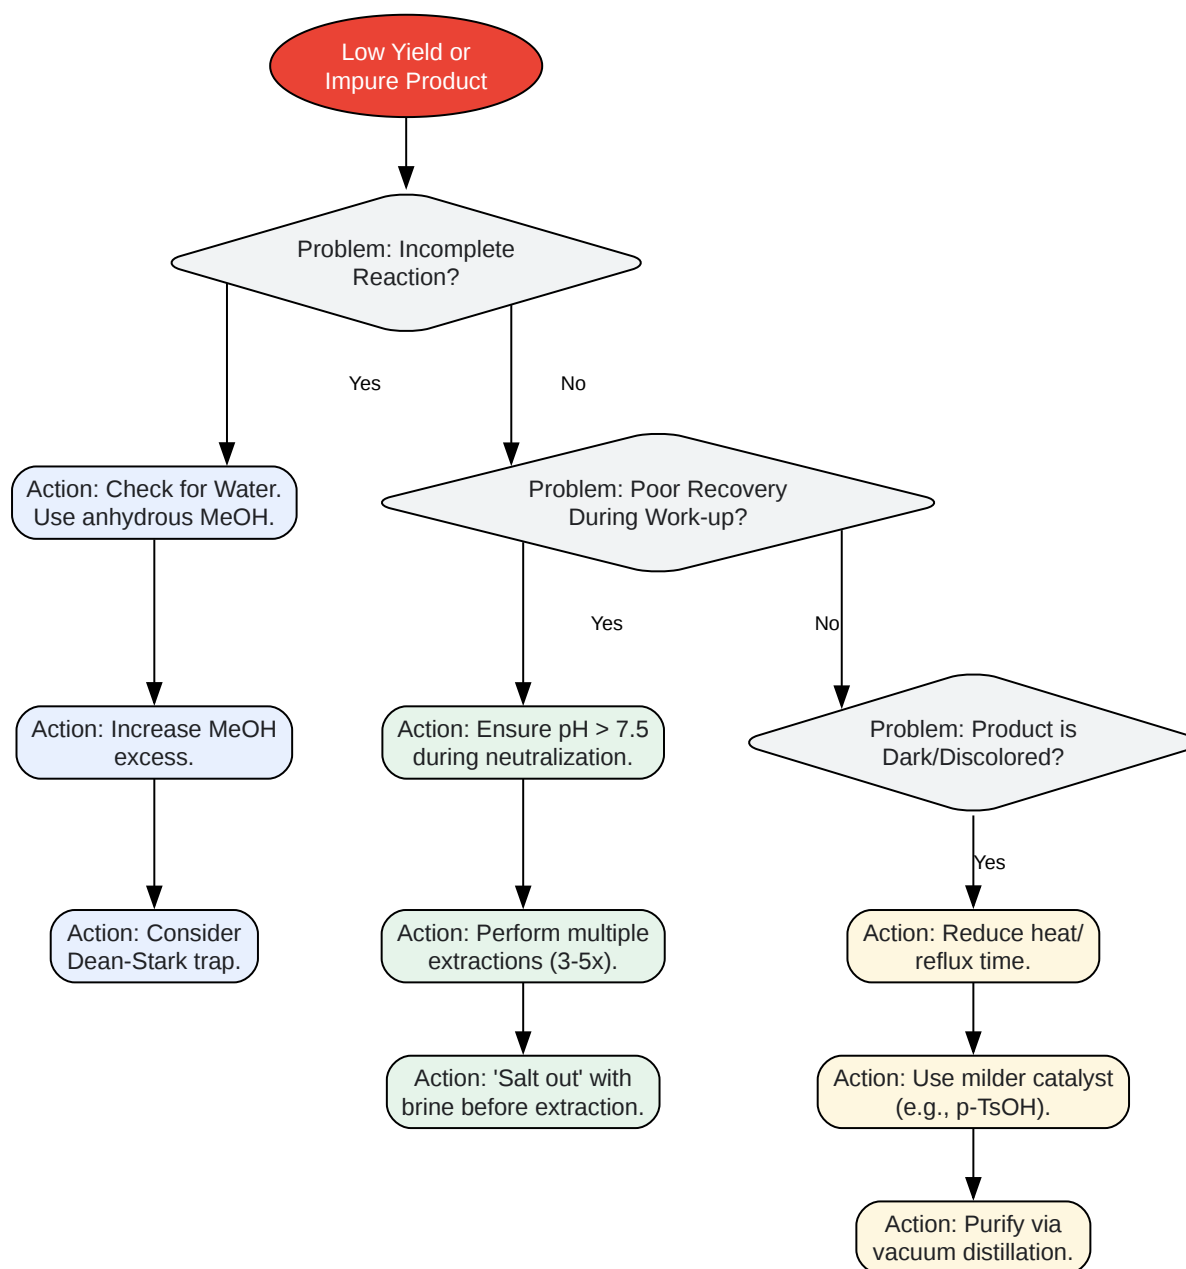 Low Yield or
Impure Product
Problem: Incomplete
Reaction?
Yes
No
Action: Check for Water.
Use anhydrous MeOH.
Problem: Poor Recovery
During Work-up?
Yes
No
Action: Increase MeOH
excess.
Action: Ensure pH > 7.5
during neutralization.
Problem: Product is
Dark/Discolored?
Yes
Action: Consider
Dean-Stark trap.
Action: Perform multiple
extractions (3-5x).
Action: Reduce heat/
reflux time.
Action: 'Salt out' with
brine before extraction.
Action: Use milder catalyst
(e.g., p-TsOH).
Action: Purify via
vacuum distillation.